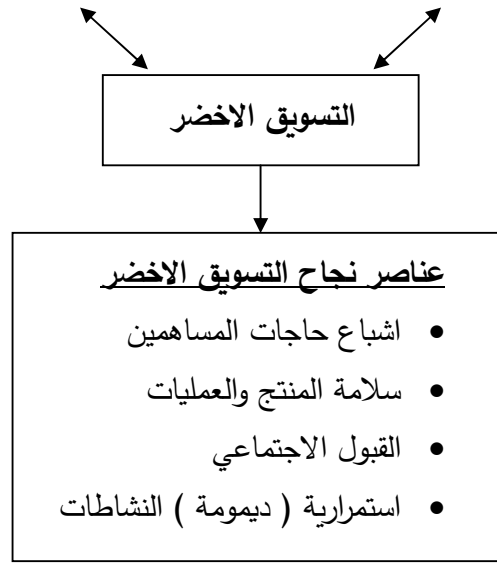 التسويق الاخضر
عناصر نجاح التسويق الاخضر
• اشباع حاجات المساهمين
• سلامة المنتج والعمليات
• القبول الاجتماعي
• استمرارية ( ديمومة ) النشاطات